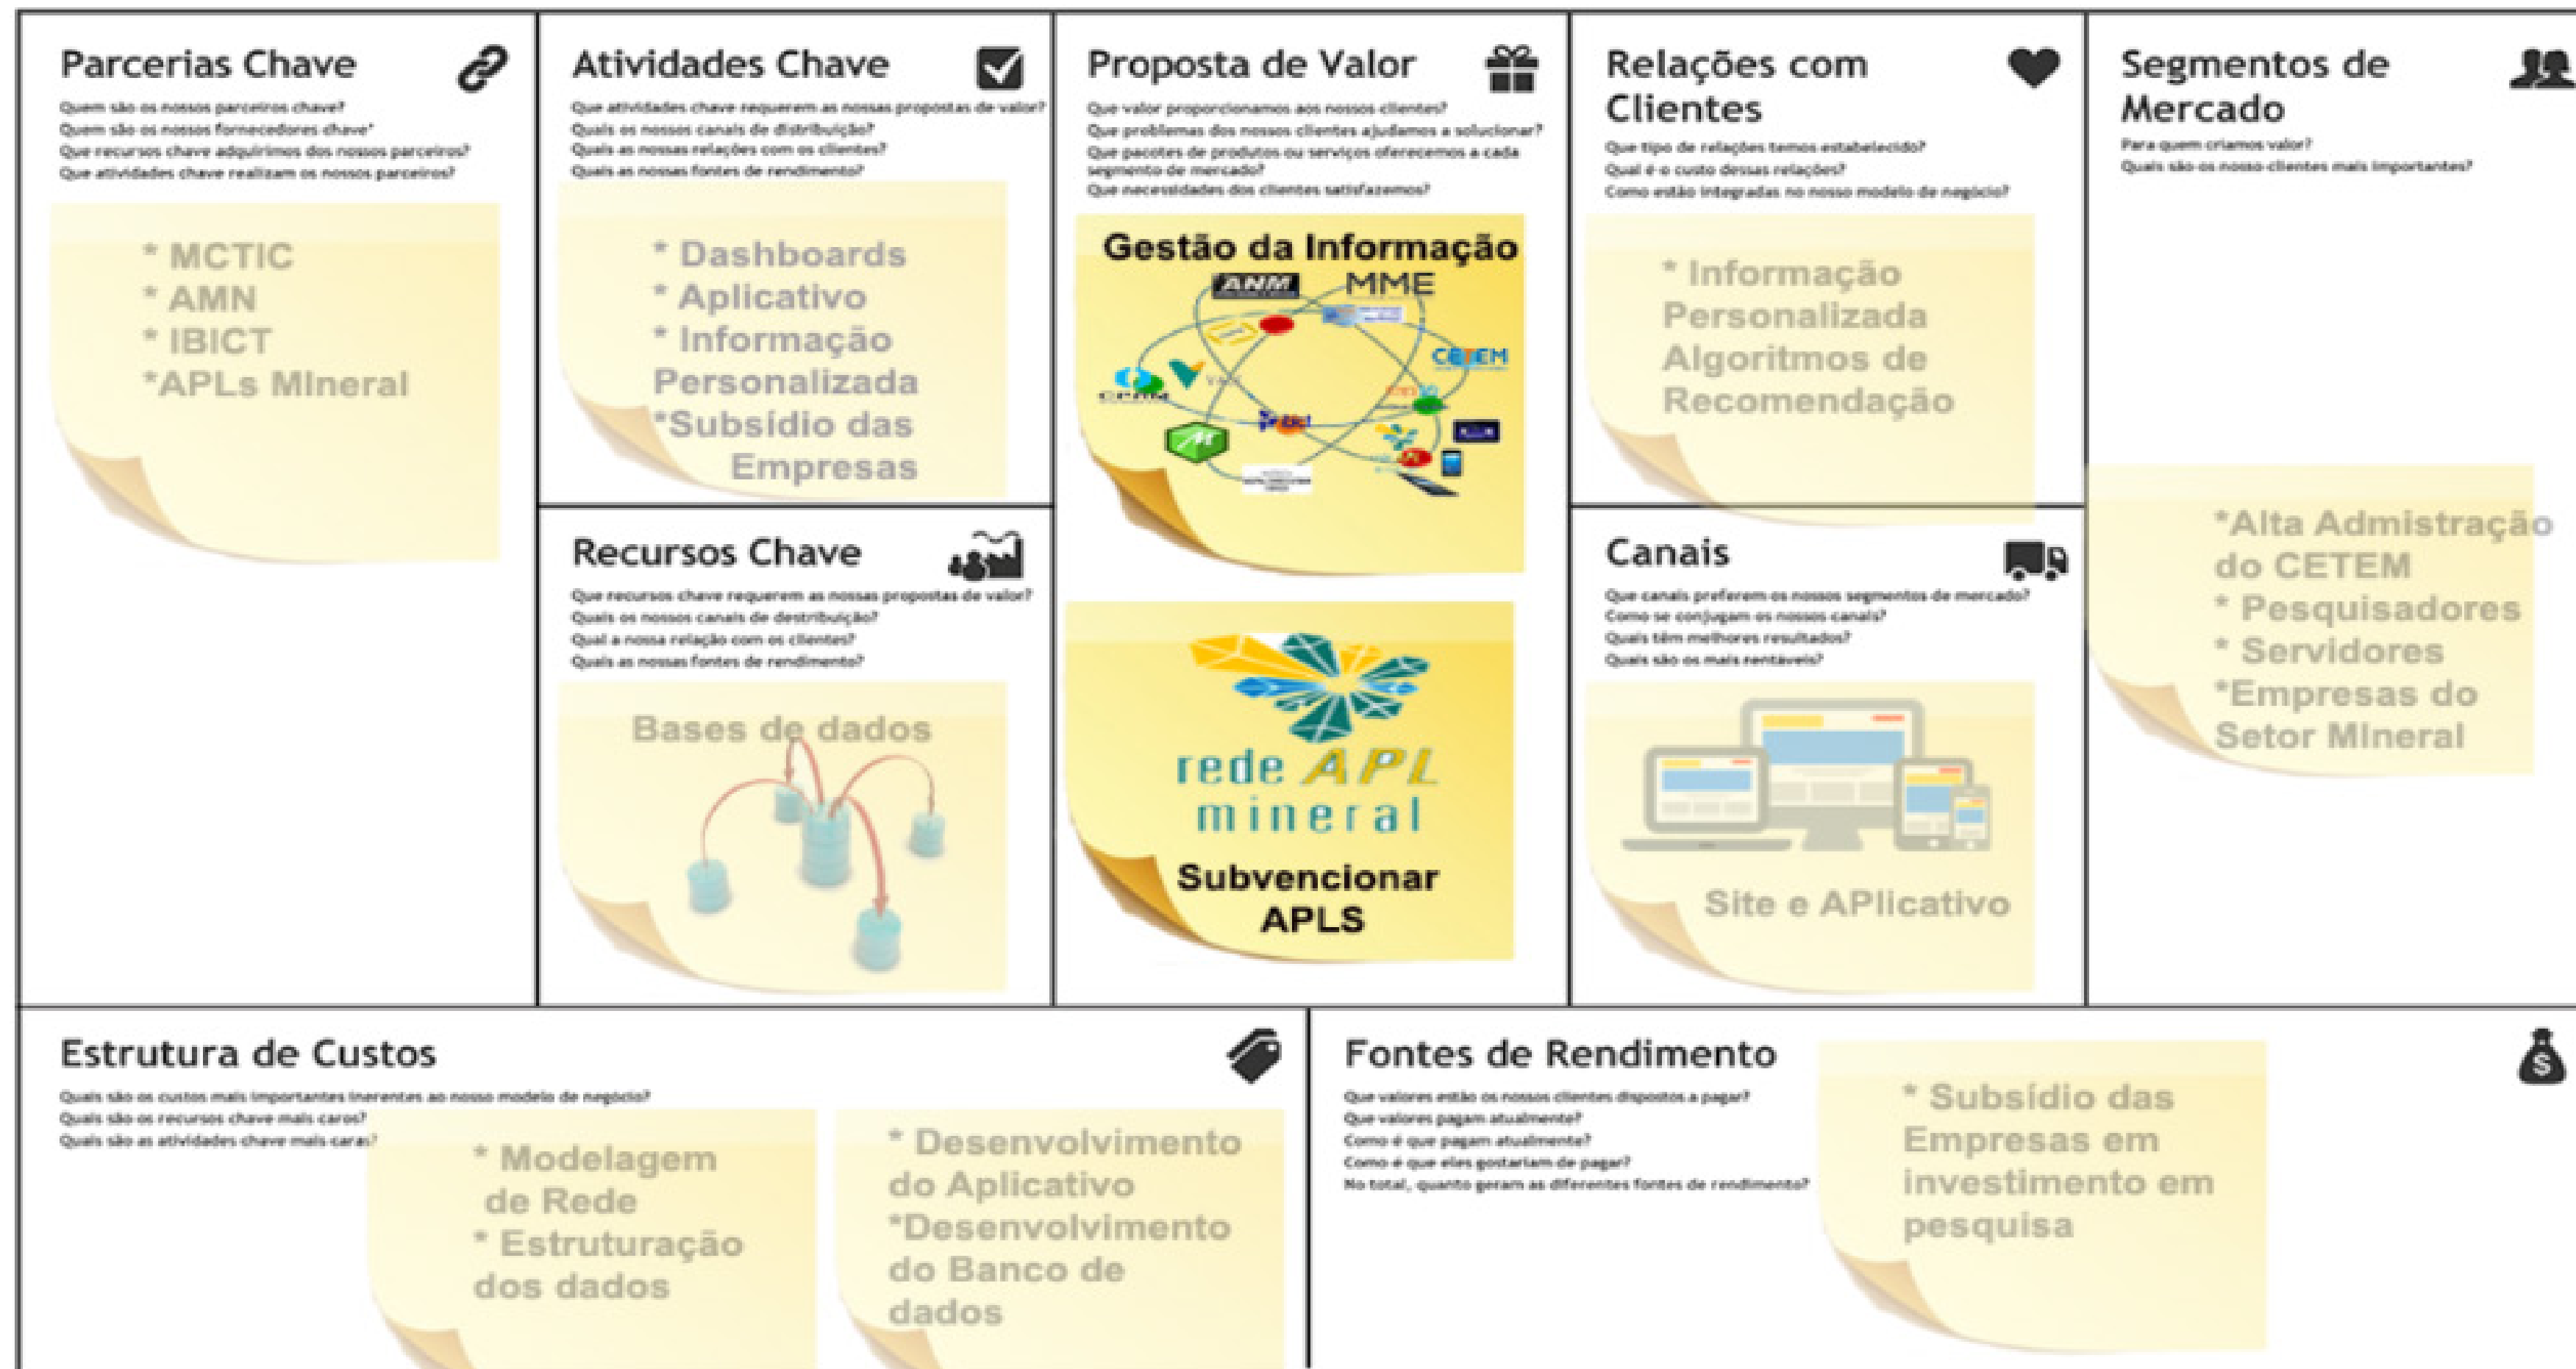 Parcerias Chave
Quem são os nossos parceiros chave?
Quem são os nossos fornecedores chave*
Que recursos chave adquirimos dos nossos parceiros?
Que atividades chave realizam os nossos parceiros?
* MCTIC
* AMN
* IBICT
*APLs MIneral
Atividades Chave
Que atividades chave requerem as nossas propostas de valor?
Quais os nossos canais de distribuição?
Quais as nossas relações com os clientes?
Quais as nossas fontes de rendimento?
* Dashboards
* Aplicativo
* Informação
Personalizada
*Subsídio das
Empresas
Recursos Chave
Que recursos chave requerem as nossas propostas de valor?
Quais os nossos canais de destribuição?
Qual a nossa relação com os clientes?
Quais as nossas fontes de rendimento?
Bases de dados
Proposta de Valor
Que valor proporcionamos aos nossos clientes?
Que problemas dos nossos clientes ajudamos a solucionar?
Que pacotes de produtos ou serviços oferecemos a cada
segmento de mercado?
Que necessidades dos clientes satisfazemos?
Gestão da Informação
ANM
MME
CETEM
rede APL
mineral
Subvencionar
APLS
Relações com
Clientes
Que tipo de relações temos estabelecido?
Qual é o custo dessas relações?
Como estão integradas no nosso modelo de negócio?
* Informação
Personalizada
Algoritmos de
Recomendação
Canais
Que canais preferem os nossos segmentos de mercado?
Como se conjugam os nossos canais?
Quais têm melhores resultados?
Quais são os mais rentáveis?
Site e APlicativo
Segmentos de
Mercado
Para quem criamos valor?
Quais são os nosso clientes mais importantes?
*Alta Admistração
do CETEM
* Pesquisadores
* Servidores
*Empresas do
Setor MIneral
Estrutura de Custos
Quais são os custos mais importantes inerentes ao nosso modelo de negócio?
Quais são os recursos chave mais caros?
Quais são as atividades chave mais caras?
* Modelagem
de Rede
* Estruturação
dos dados
* Desenvolvimento
do Aplicativo
*Desenvolvimento
do Banco de
dados
Fontes de Rendimento
Que valores estão os nossos clientes dispostos a pagar?
Que valores pagam atualmente?
Como é que pagam atualmente?
Como é que eles gostariam de pagar?
No total, quanto geram as diferentes fontes de rendimento?
* Subsídio das
Empresas em
investimento em
pesquisa